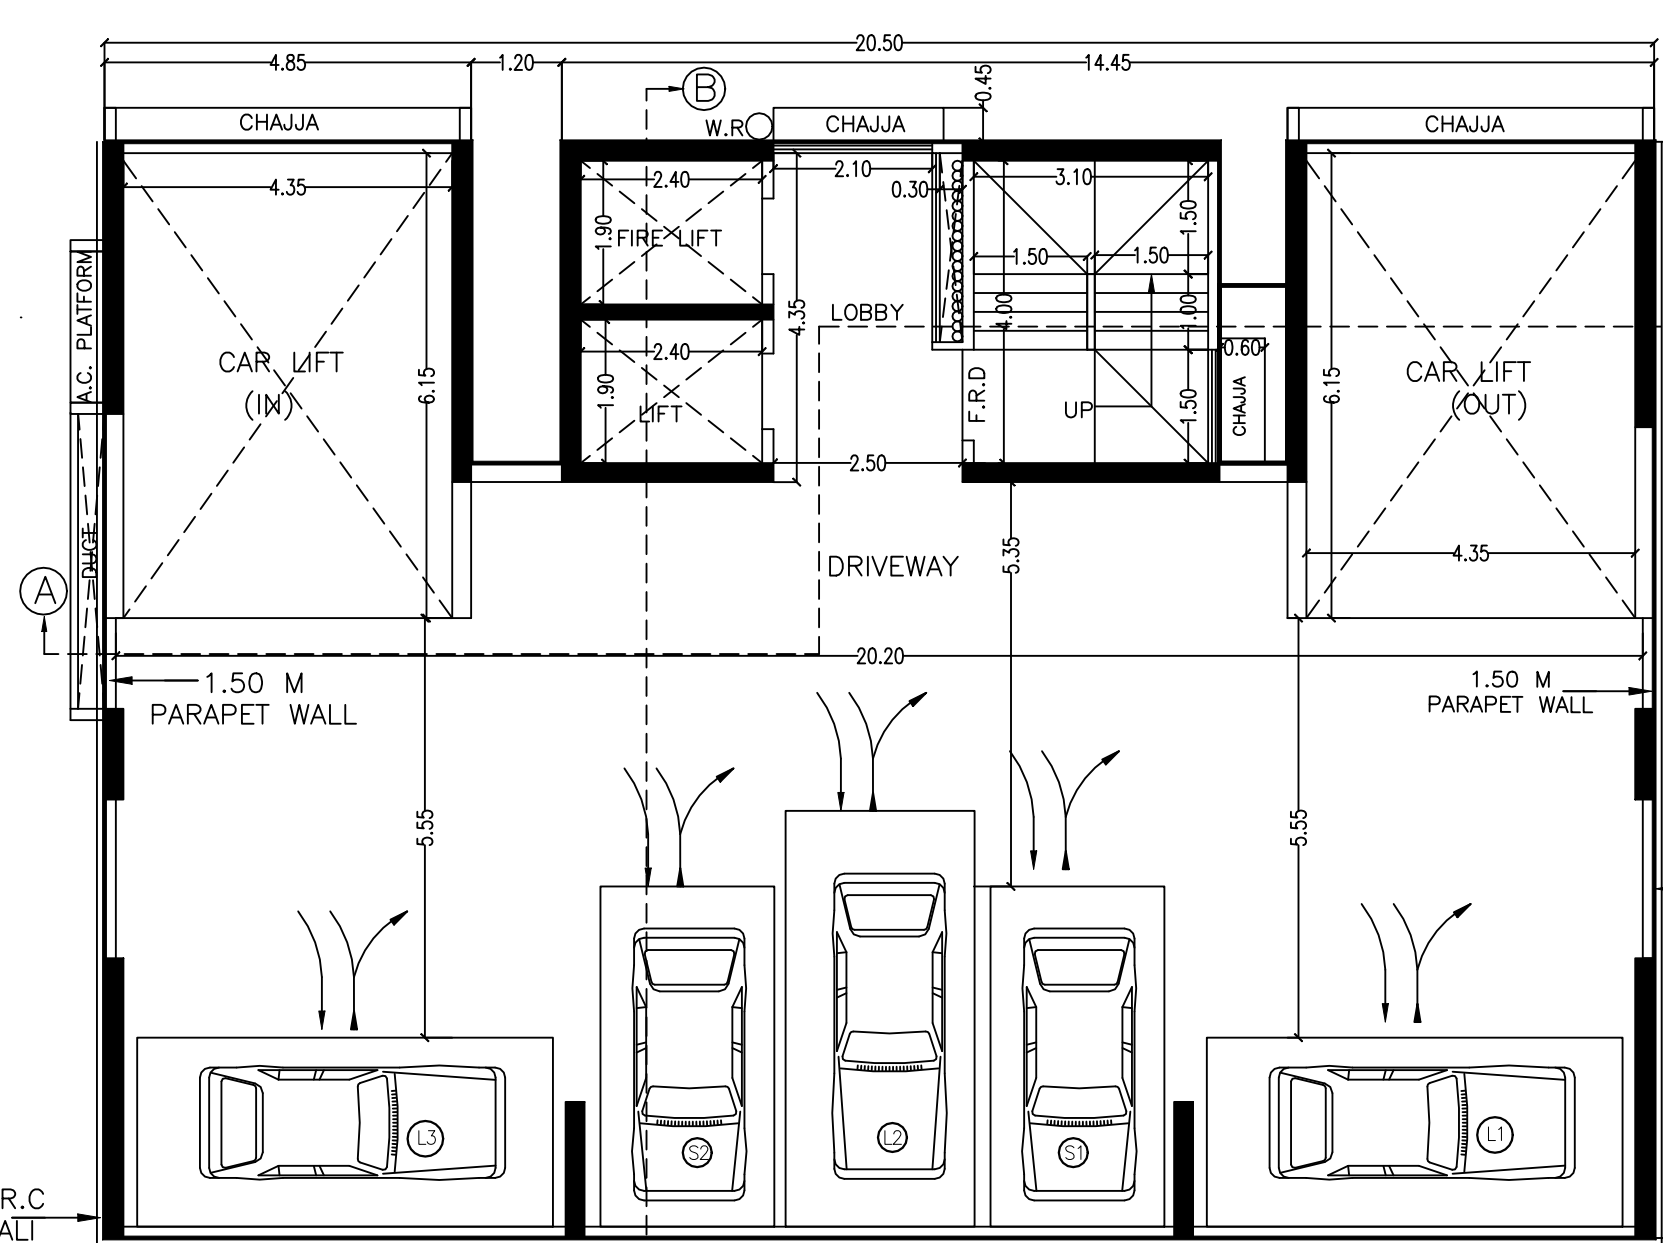 20.50
4.85
1.20
14.45
0.45
B
CHAJJA
W.R
CHAJJA
CHAJJA
4.35
2.40
2.10
0.30
3.10
1.90
FIRE LIFT
1.50
1.50
1.50
A.C. PLATFORM
4.35
LOBBY
4.00
1.00
CAR LIFT
(IN)
6.15
2.40
1.90
LIFT
F.R.D
UP
1.50
0.60
CHAJJA
CAR LIFT
(OUT)
6.15
2.50
DUCT
A
DRIVEWAY
5.35
4.35
20.20
1.50 M
PARAPET WALL
1.50 M
PARAPET WALL
5.55
5.55
L3
S2
L2
S1
L1
R.C
ALI